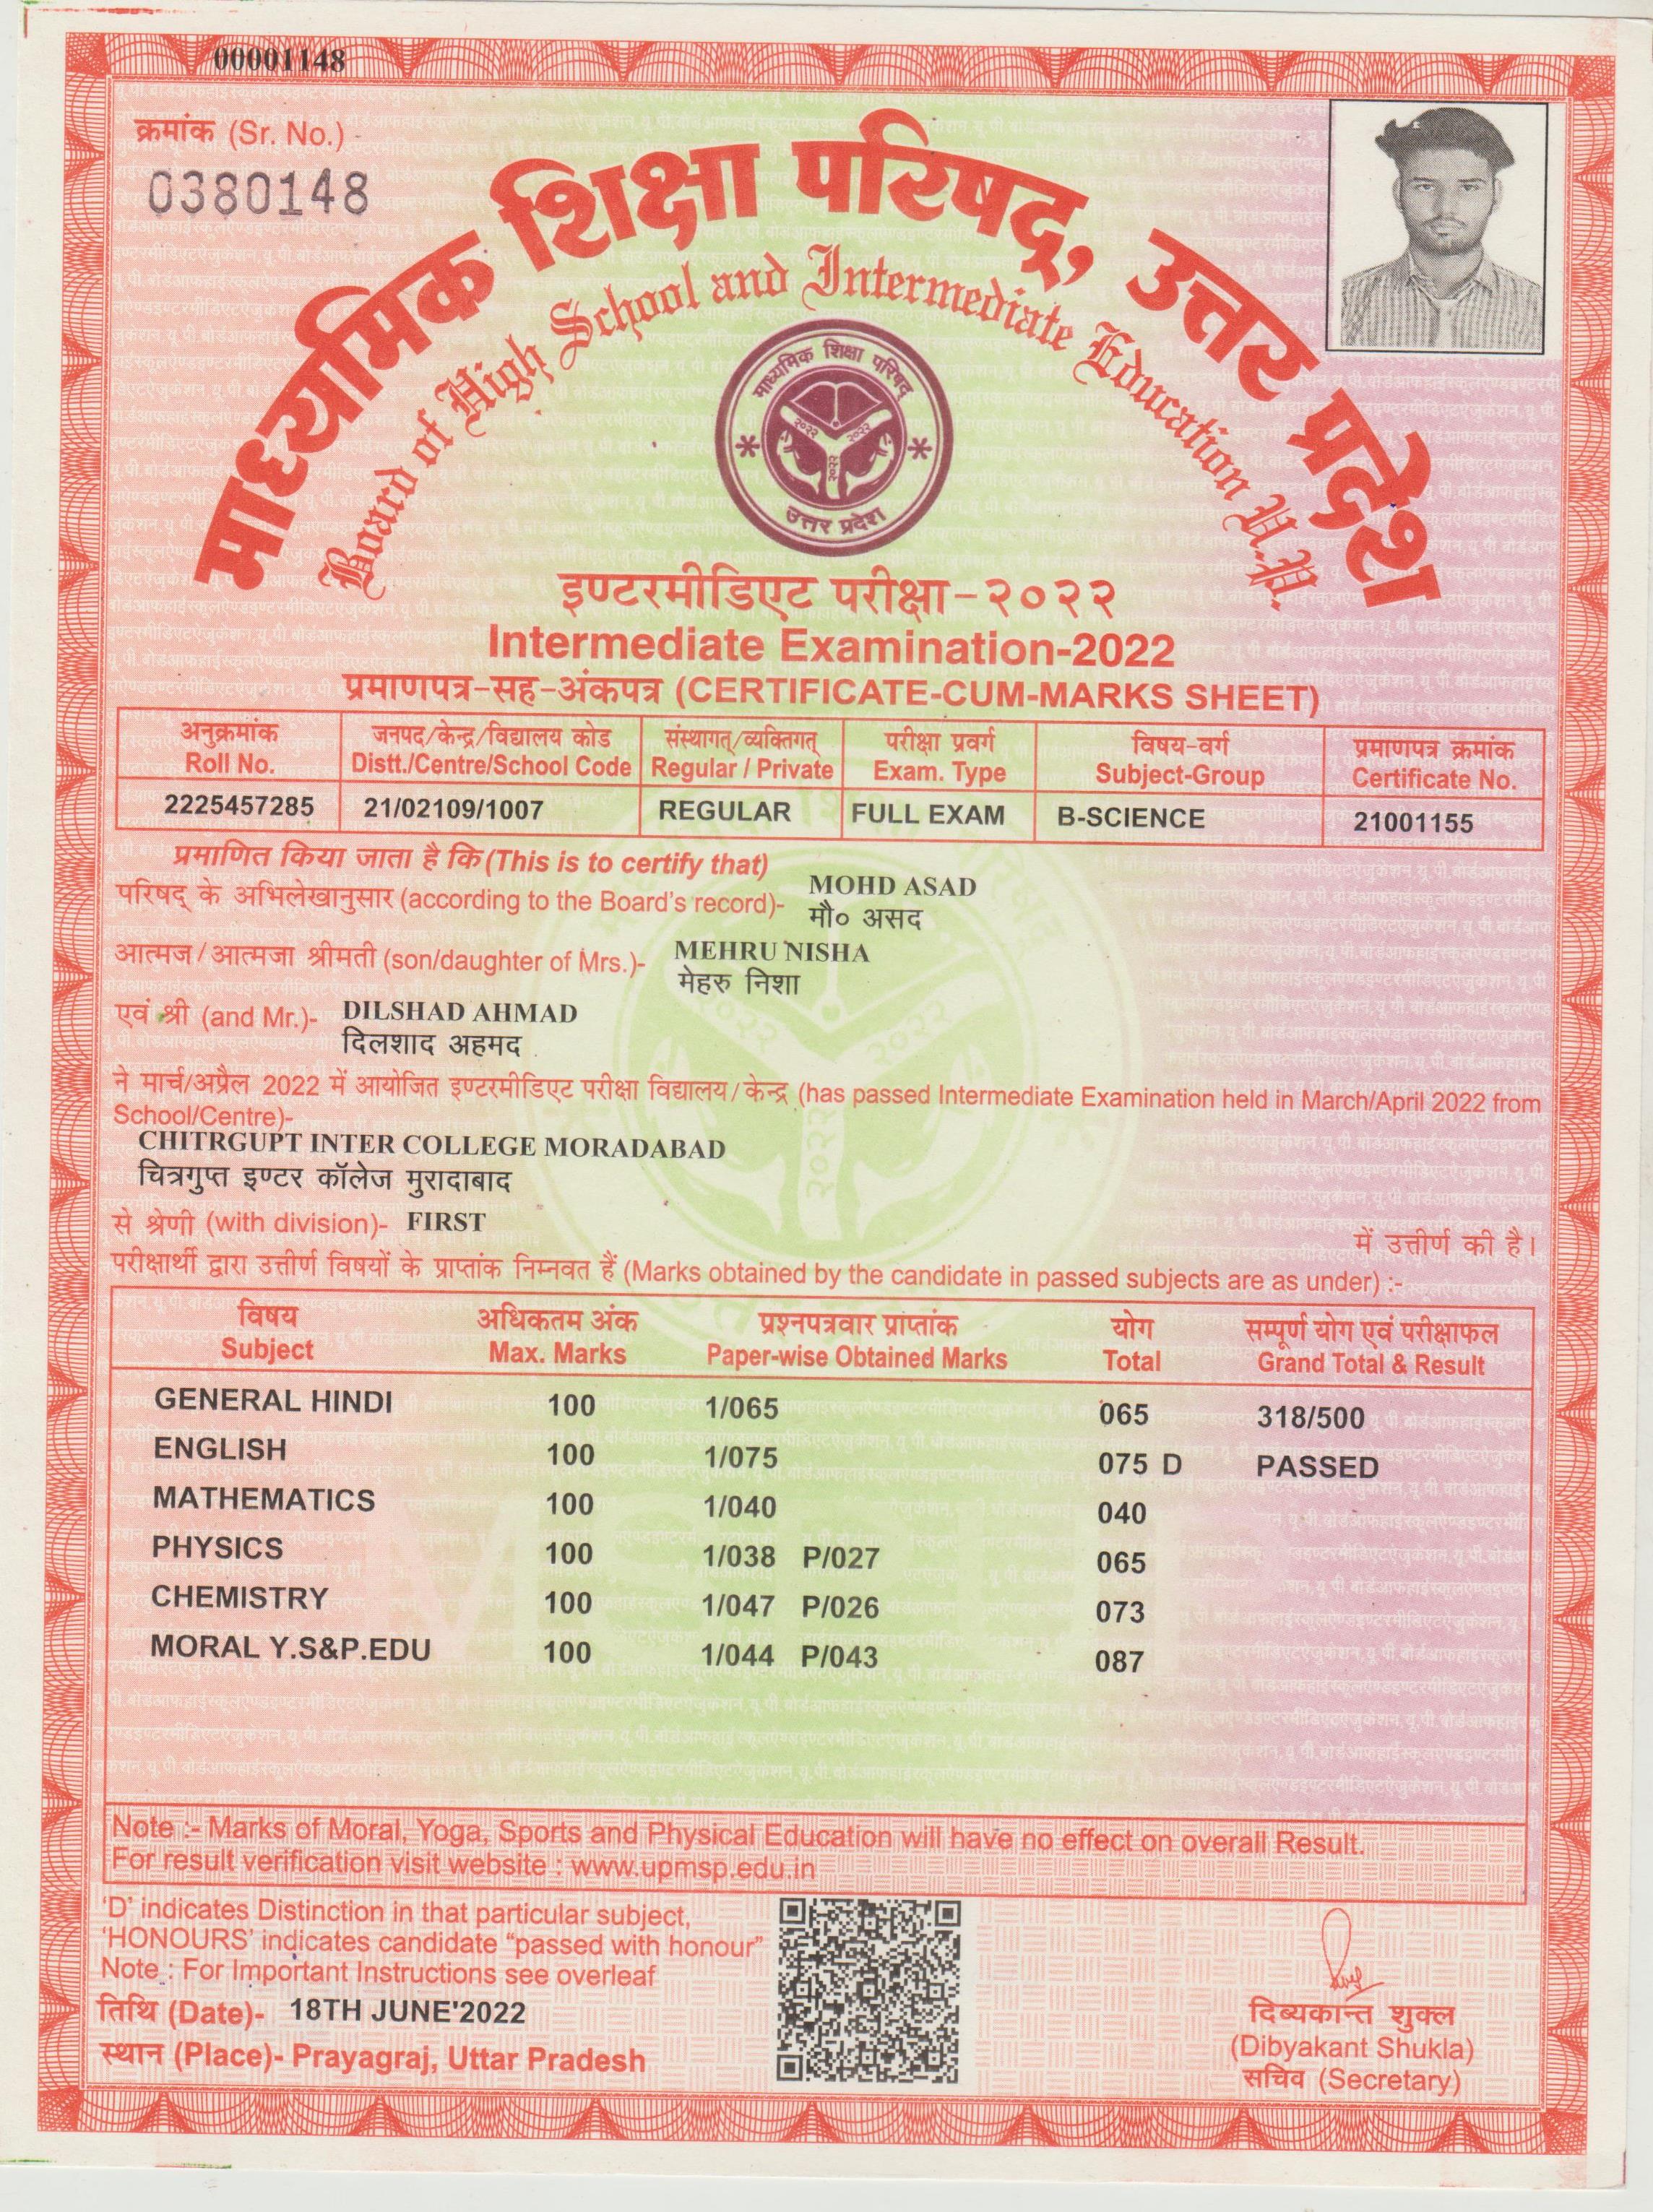 00001148
क्रमांक (Sr. No.)
0380148
माध्यमिक शिक्षा परिषद्, उत्तर प्रदेश
Board of High School and Intermediate Education U.P.
माध्यमिक शिक्षा परिषद्
२०२२ २०२२
२०२२
उत्तर प्रदेश
इण्टरमीडिएट परीक्षा-२०२२
Intermediate Examination-2022
प्रमाणपत्र-सह-अंकपत्र (CERTIFICATE-CUM-MARKS SHEET)
अनुक्रमांक जनपद/केन्द्र/विद्यालय कोड संस्थागत्/व्यक्तिगत् परीक्षा प्रवर्ग विषय-वर्ग प्रमाणपत्र क्रमांक
Roll No. Distt./Centre/School Code Regular / Private Exam. Type Subject-Group Certificate No.
2225457285 21/02109/1007 REGULAR FULL EXAM B-SCIENCE 21001155
प्रमाणित किया जाता है कि (This is to certify that)
परिषद् के अभिलेखानुसार (according to the Board's record)- MOHD ASAD
मौ० असद
आत्मज/आत्मजा श्रीमती (son/daughter of Mrs.)- MEHRU NISHA
मेहरु निशा
एवं श्री (and Mr.)- DILSHAD AHMAD
दिलशाद अहमद
ने मार्च/अप्रैल 2022 में आयोजित इण्टरमीडिएट परीक्षा विद्यालय/केन्द्र (has passed Intermediate Examination held in March/April 2022 from
School/Centre)-
CHITRGUPT INTER COLLEGE MORADABAD
चित्रगुप्त इण्टर कॉलेज मुरादाबाद
से श्रेणी (with division)- FIRST में उत्तीर्ण की है।
परीक्षार्थी द्वारा उत्तीर्ण विषयों के प्राप्तांक निम्नवत हैं (Marks obtained by the candidate in passed subjects are as under) :-
विषय अधिकतम अंक प्रश्नपत्रवार प्राप्तांक योग सम्पूर्ण योग एवं परीक्षाफल
Subject Max. Marks Paper-wise Obtained Marks Total Grand Total & Result
GENERAL HINDI 100 1/065 065 318/500
ENGLISH 100 1/075 075 D PASSED
MATHEMATICS 100 1/040 040
PHYSICS 100 1/038 P/027 065
CHEMISTRY 100 1/047 P/026 073
MORAL Y.S&P.EDU 100 1/044 P/043 087
Note :- Marks of Moral, Yoga, Sports and Physical Education will have no effect on overall Result.
For result verification visit website : www.upmsp.edu.in
'D' indicates Distinction in that particular subject,
'HONOURS' indicates candidate "passed with honour"
Note : For Important Instructions see overleaf
तिथि (Date)- 18TH JUNE'2022
स्थान (Place)- Prayagraj, Uttar Pradesh
दिब्यकान्त शुक्ल
(Dibyakant Shukla)
सचिव (Secretary)